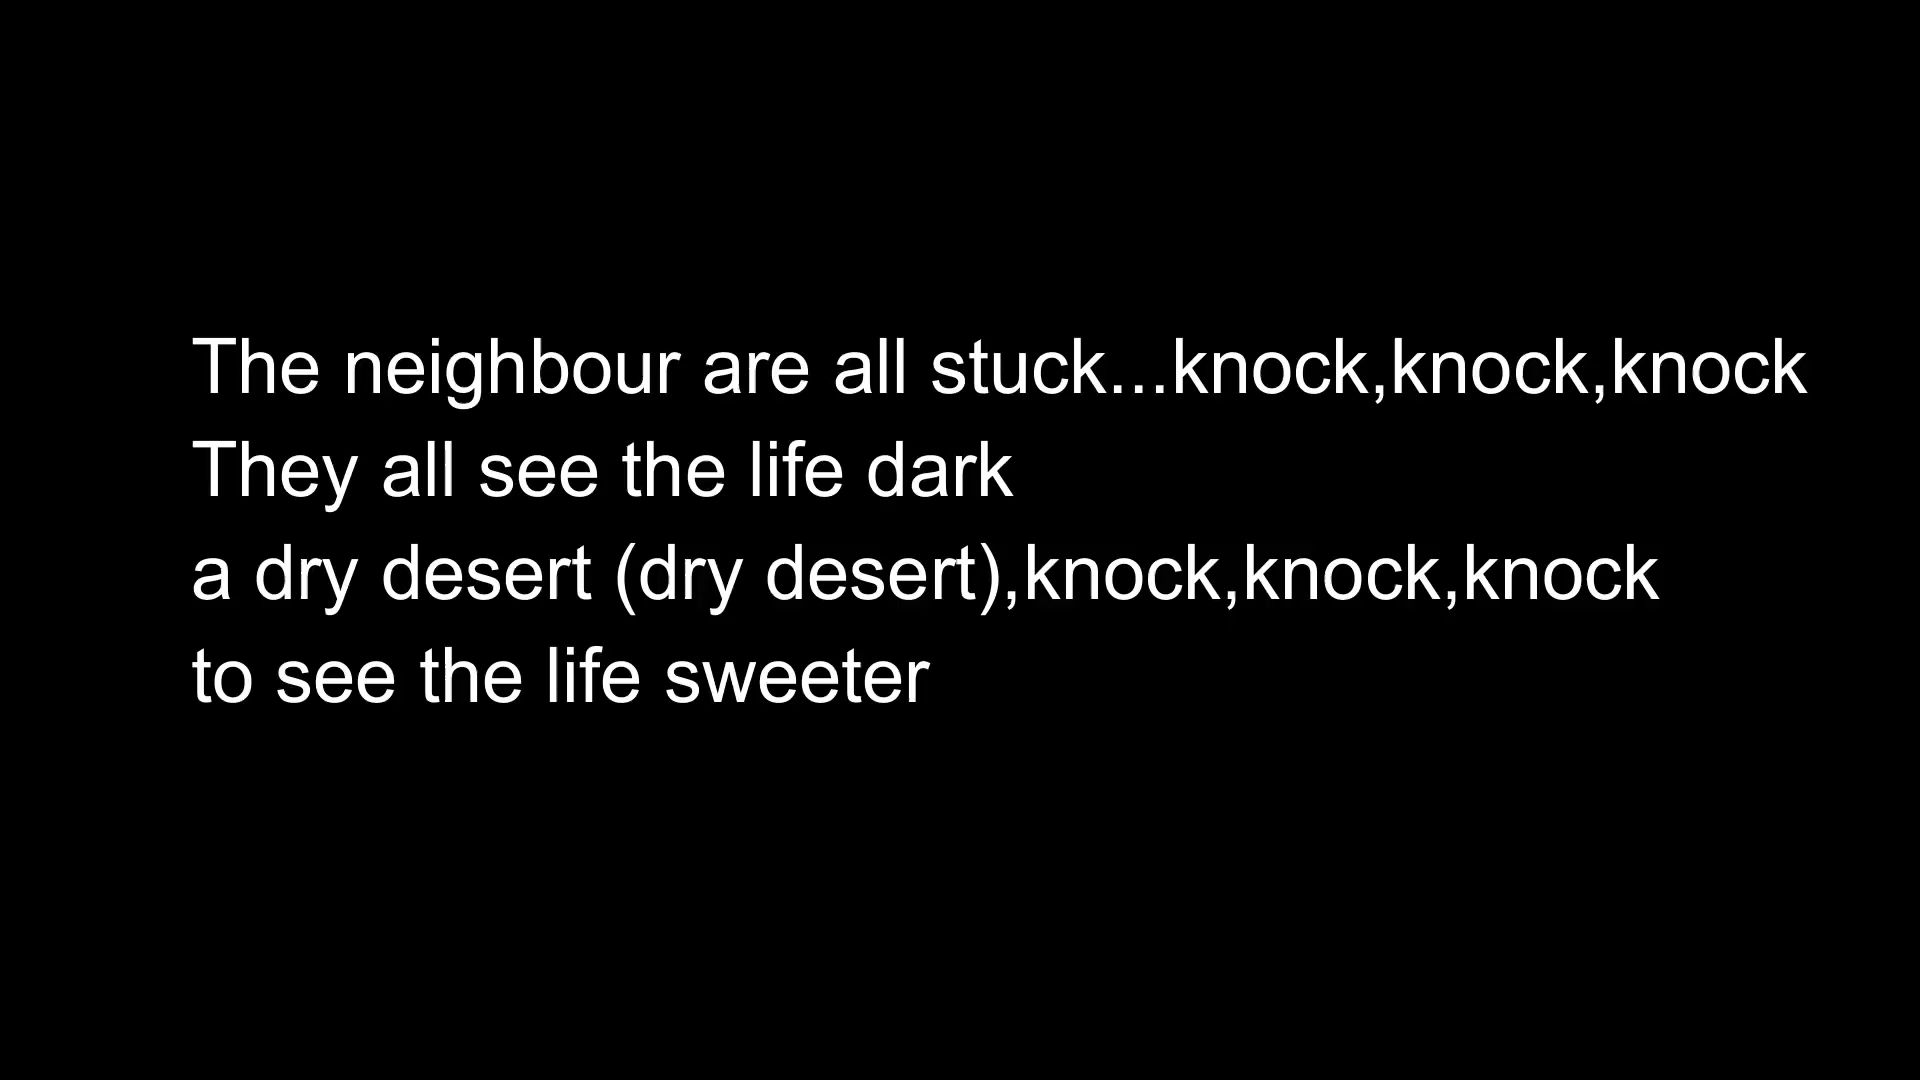 The neighbour are all stuck...knock,knock,knock
They all see the life dark
a dry desert (dry desert),knock,knock,knock
to see the life sweeter